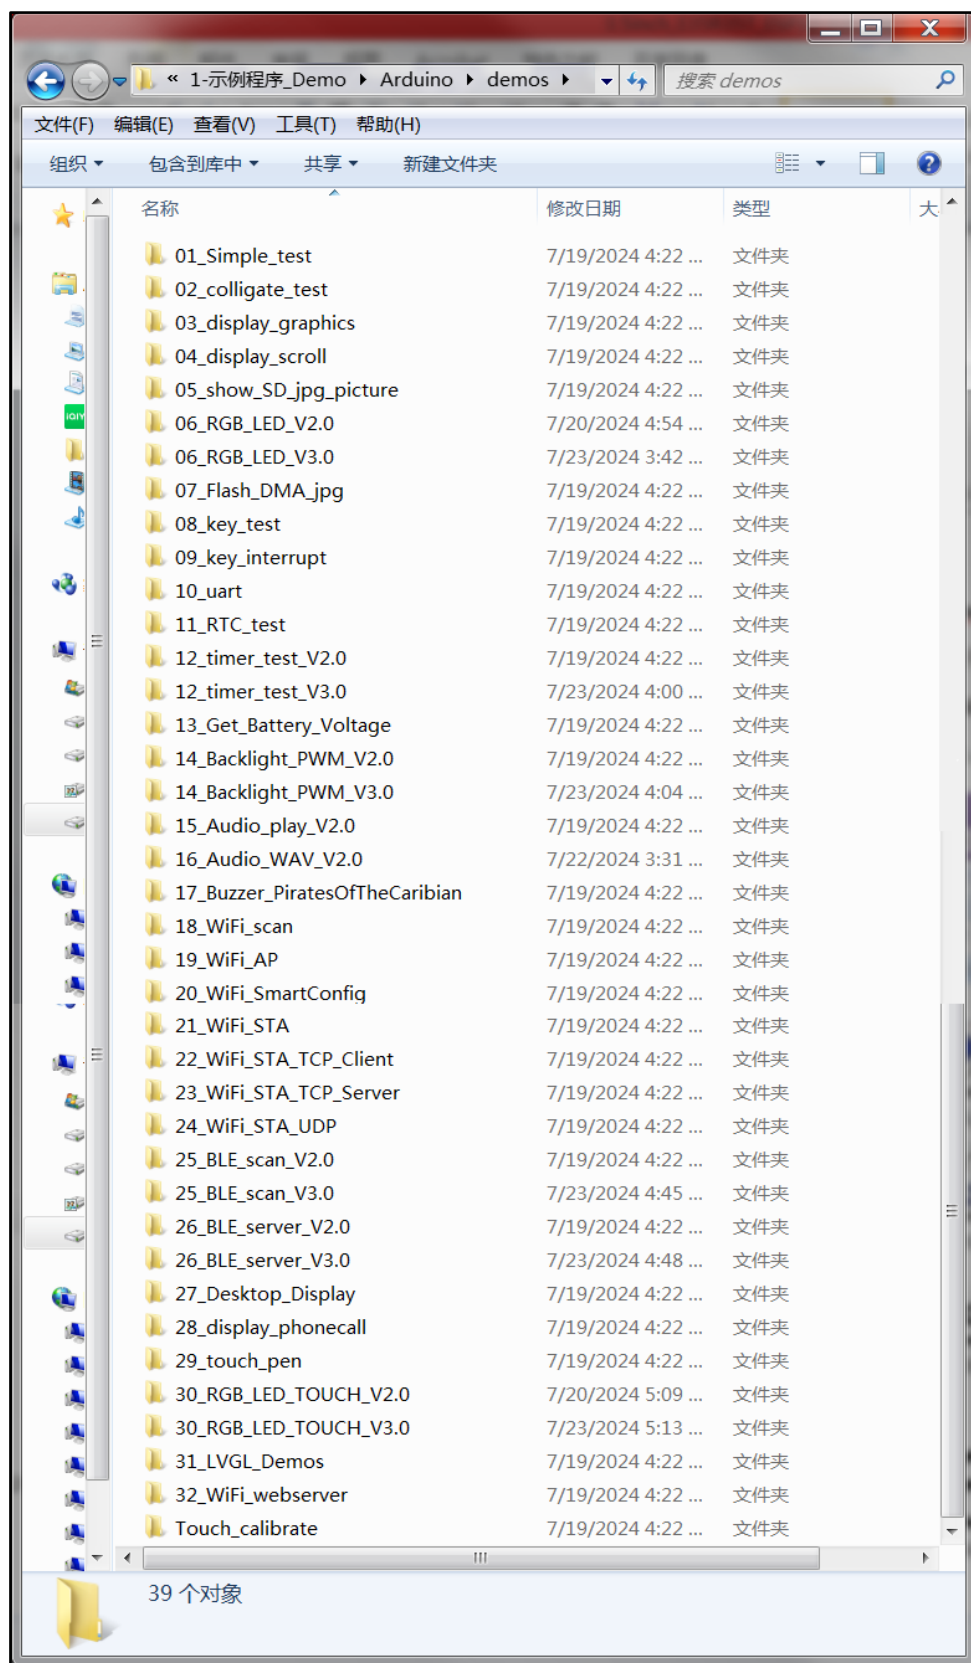 « 1-示例程序_Demo ▸ Arduino ▸ demos ▸ 搜索 demos
文件(F) 编辑(E) 查看(V) 工具(T) 帮助(H)
组织 包含到库中 共享 新建文件夹
名称 修改日期 类型 大
01_Simple_test 7/19/2024 4:22 ... 文件夹
02_colligate_test 7/19/2024 4:22 ... 文件夹
03_display_graphics 7/19/2024 4:22 ... 文件夹
04_display_scroll 7/19/2024 4:22 ... 文件夹
05_show_SD_jpg_picture 7/19/2024 4:22 ... 文件夹
06_RGB_LED_V2.0 7/20/2024 4:54 ... 文件夹
06_RGB_LED_V3.0 7/23/2024 3:42 ... 文件夹
07_Flash_DMA_jpg 7/19/2024 4:22 ... 文件夹
08_key_test 7/19/2024 4:22 ... 文件夹
09_key_interrupt 7/19/2024 4:22 ... 文件夹
10_uart 7/19/2024 4:22 ... 文件夹
11_RTC_test 7/19/2024 4:22 ... 文件夹
12_timer_test_V2.0 7/19/2024 4:22 ... 文件夹
12_timer_test_V3.0 7/23/2024 4:00 ... 文件夹
13_Get_Battery_Voltage 7/19/2024 4:22 ... 文件夹
14_Backlight_PWM_V2.0 7/19/2024 4:22 ... 文件夹
14_Backlight_PWM_V3.0 7/23/2024 4:04 ... 文件夹
15_Audio_play_V2.0 7/19/2024 4:22 ... 文件夹
16_Audio_WAV_V2.0 7/22/2024 3:31 ... 文件夹
17_Buzzer_PiratesOfTheCaribian 7/19/2024 4:22 ... 文件夹
18_WiFi_scan 7/19/2024 4:22 ... 文件夹
19_WiFi_AP 7/19/2024 4:22 ... 文件夹
20_WiFi_SmartConfig 7/19/2024 4:22 ... 文件夹
21_WiFi_STA 7/19/2024 4:22 ... 文件夹
22_WiFi_STA_TCP_Client 7/19/2024 4:22 ... 文件夹
23_WiFi_STA_TCP_Server 7/19/2024 4:22 ... 文件夹
24_WiFi_STA_UDP 7/19/2024 4:22 ... 文件夹
25_BLE_scan_V2.0 7/19/2024 4:22 ... 文件夹
25_BLE_scan_V3.0 7/23/2024 4:45 ... 文件夹
26_BLE_server_V2.0 7/19/2024 4:22 ... 文件夹
26_BLE_server_V3.0 7/23/2024 4:48 ... 文件夹
27_Desktop_Display 7/19/2024 4:22 ... 文件夹
28_display_phonecall 7/19/2024 4:22 ... 文件夹
29_touch_pen 7/19/2024 4:22 ... 文件夹
30_RGB_LED_TOUCH_V2.0 7/20/2024 5:09 ... 文件夹
30_RGB_LED_TOUCH_V3.0 7/23/2024 5:13 ... 文件夹
31_LVGL_Demos 7/19/2024 4:22 ... 文件夹
32_WiFi_webserver 7/19/2024 4:22 ... 文件夹
Touch_calibrate 7/19/2024 4:22 ... 文件夹
39 个对象